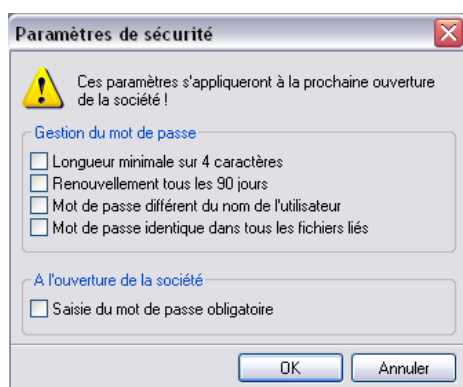 Paramètres de sécurité
Ces paramètres s'appliqueront à la prochaine ouverture
de la société !
Gestion du mot de passe
Longueur minimale sur 4 caractères
Renouvellement tous les 90 jours
Mot de passe différent du nom de l'utilisateur
Mot de passe identique dans tous les fichiers liés
A l'ouverture de la société
Saisie du mot de passe obligatoire
OK Annuler